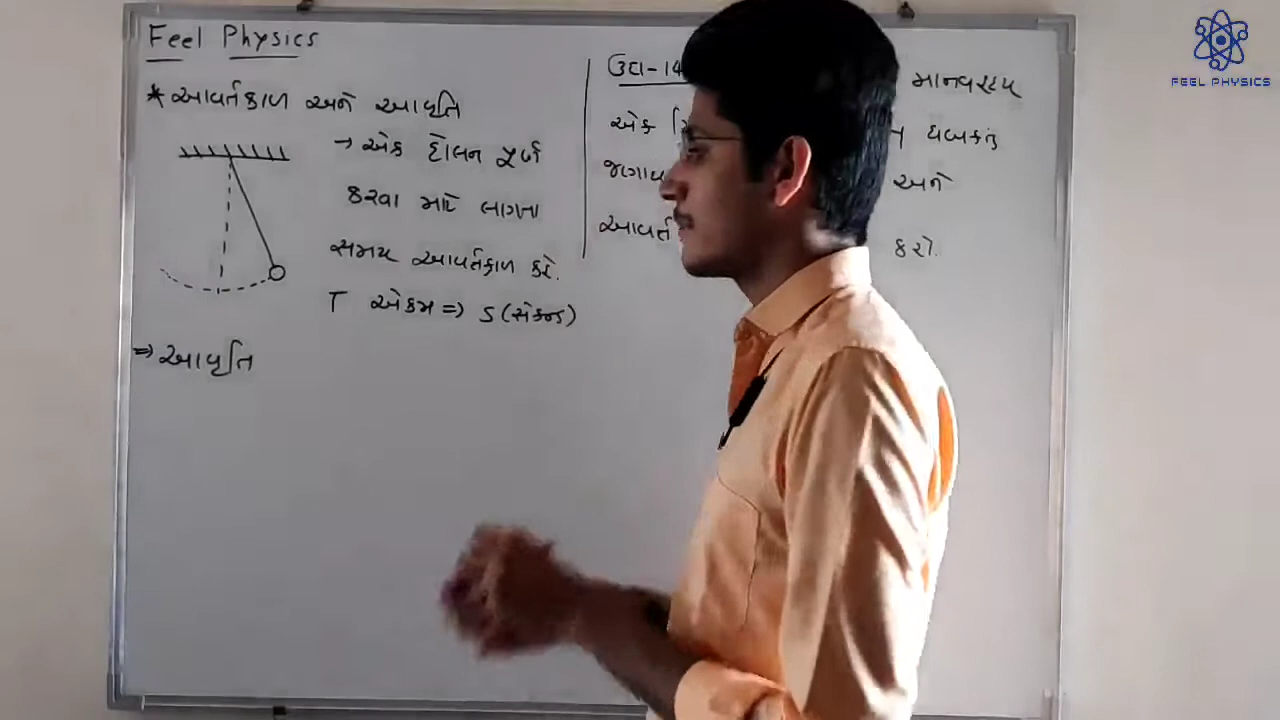 Feel Physics
* આવર્તકાળ અને આવૃતિ
→ એક દોલન પૂર્ણ
કરવા માટે લાગતા
સમય આવર્તકાળ કહે.
T એકમ => S (સેકન્ડ)
=> આવૃતિ
ઉદા-14
માનવહૃદય
એક
ધબકતું
અને
આવર્ત
કરો.
FEEL PHYSICS